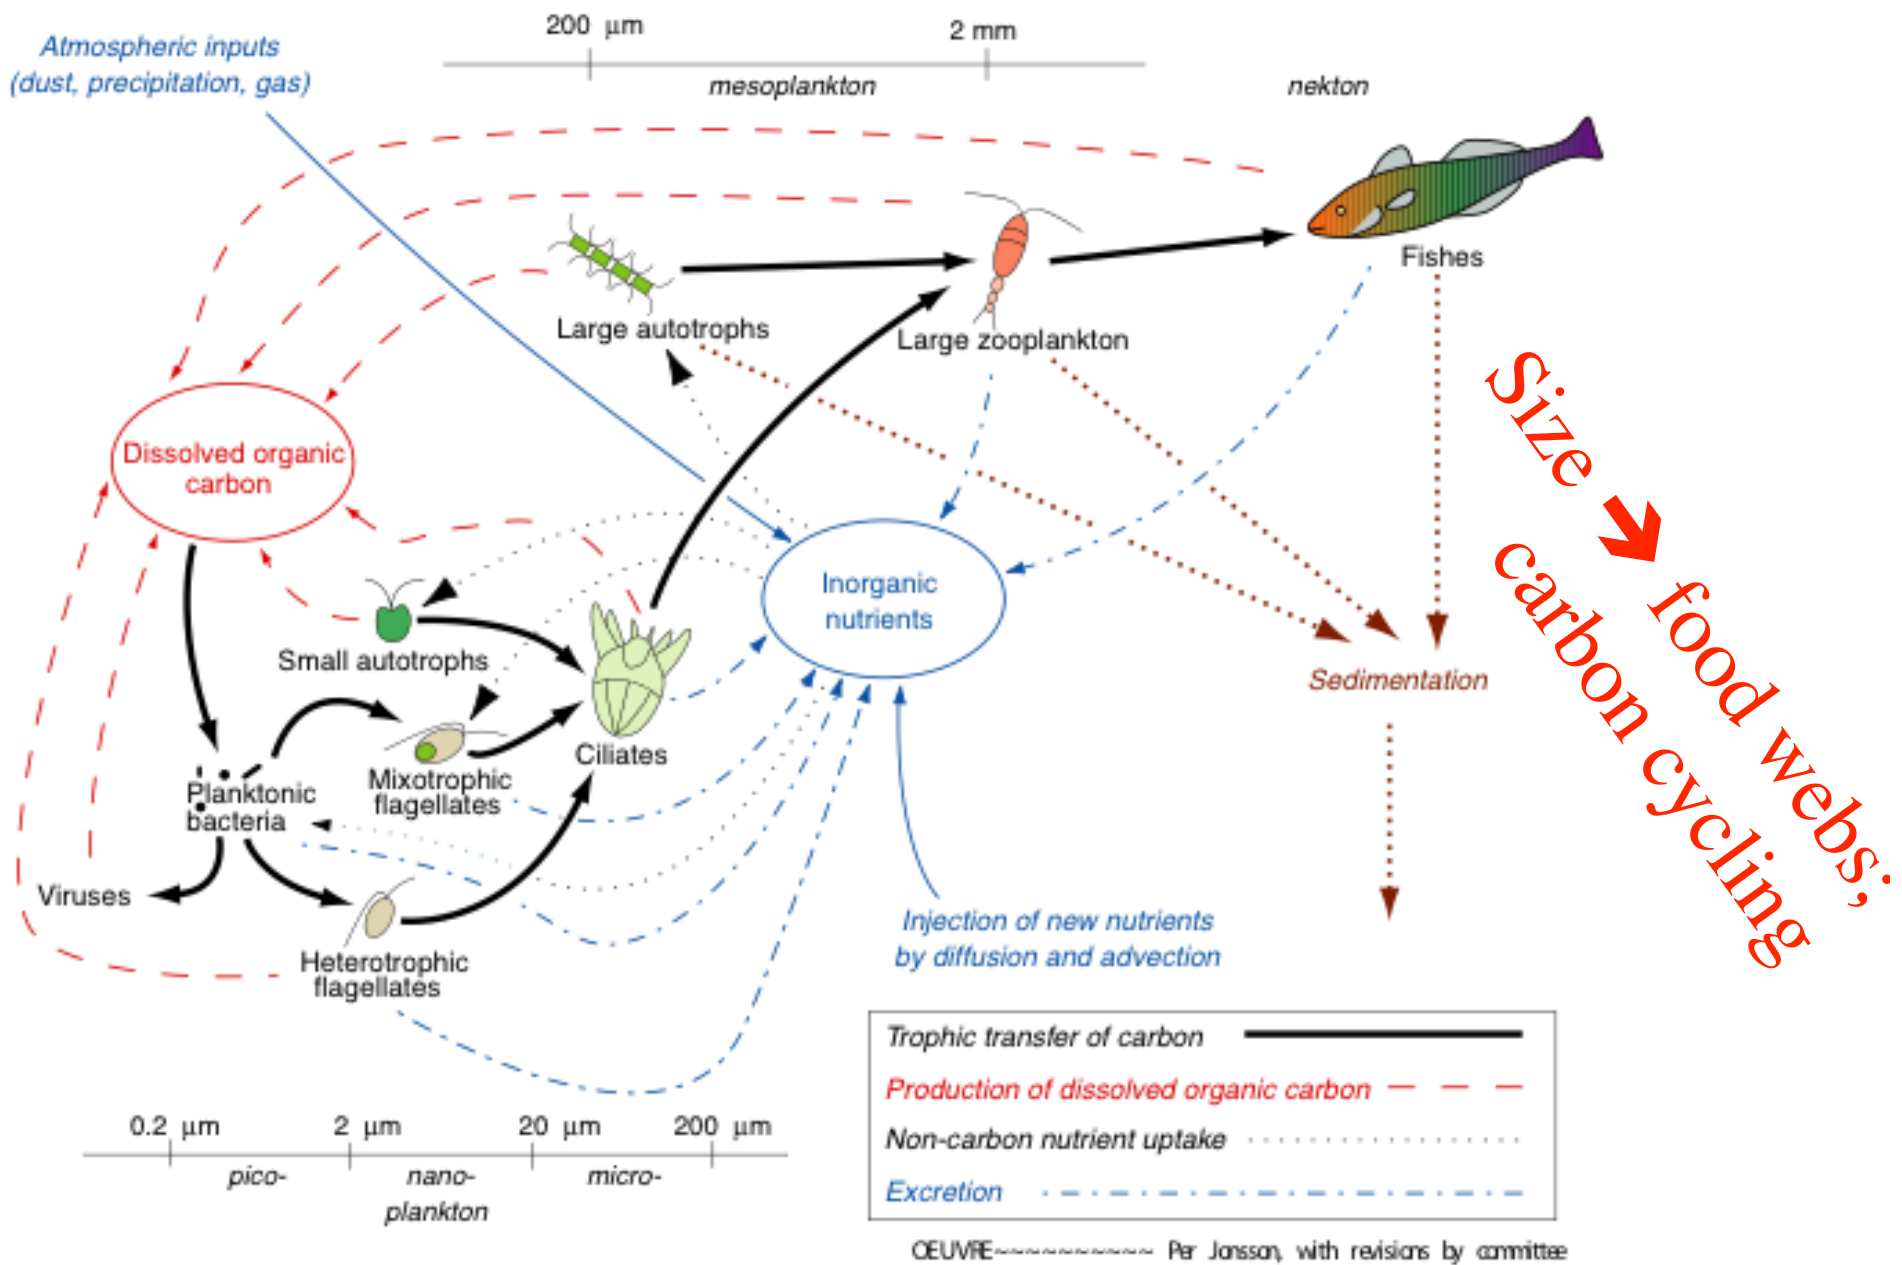 200 μm
2 mm
Atmospheric inputs
(dust, precipitation, gas)
mesoplankton
nekton
Fishes
Large autotrophs
Large zooplankton
Dissolved organic
carbon
Size ➔ food webs;
carbon cycling
Inorganic
nutrients
Small autotrophs
Sedimentation
Ciliates
Mixotrophic
flagellates
Planktonic
bacteria
Viruses
Heterotrophic
flagellates
Injection of new nutrients
by diffusion and advection
Trophic transfer of carbon
Production of dissolved organic carbon
Non-carbon nutrient uptake
Excretion
0.2 μm
2 μm
20 μm
200 μm
pico-
nano-
micro-
plankton
OEUVRE~~~~~~~~~~ Per Jonsson, with revisions by committee